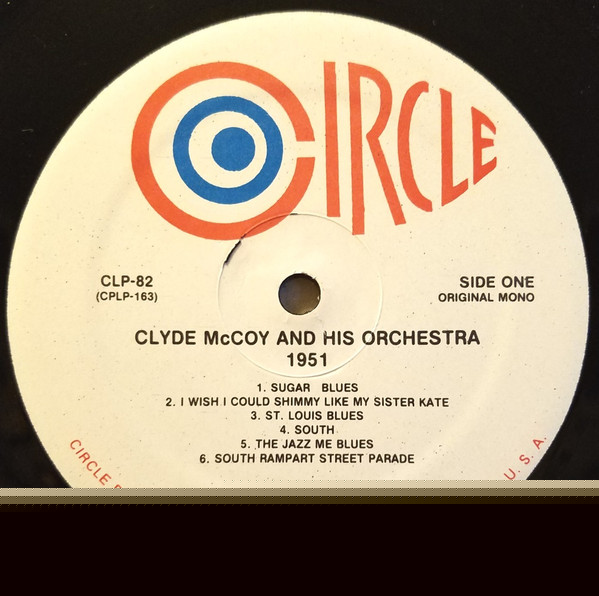 CIRCLE
CLP-82
(CPLP-163)
SIDE ONE
ORIGINAL MONO
CLYDE McCOY AND HIS ORCHESTRA
1951
1. SUGAR BLUES
2. I WISH I COULD SHIMMY LIKE MY SISTER KATE
3. ST. LOUIS BLUES
4. SOUTH
5. THE JAZZ ME BLUES
6. SOUTH RAMPART STREET PARADE
CIRCLE
U. S. A.